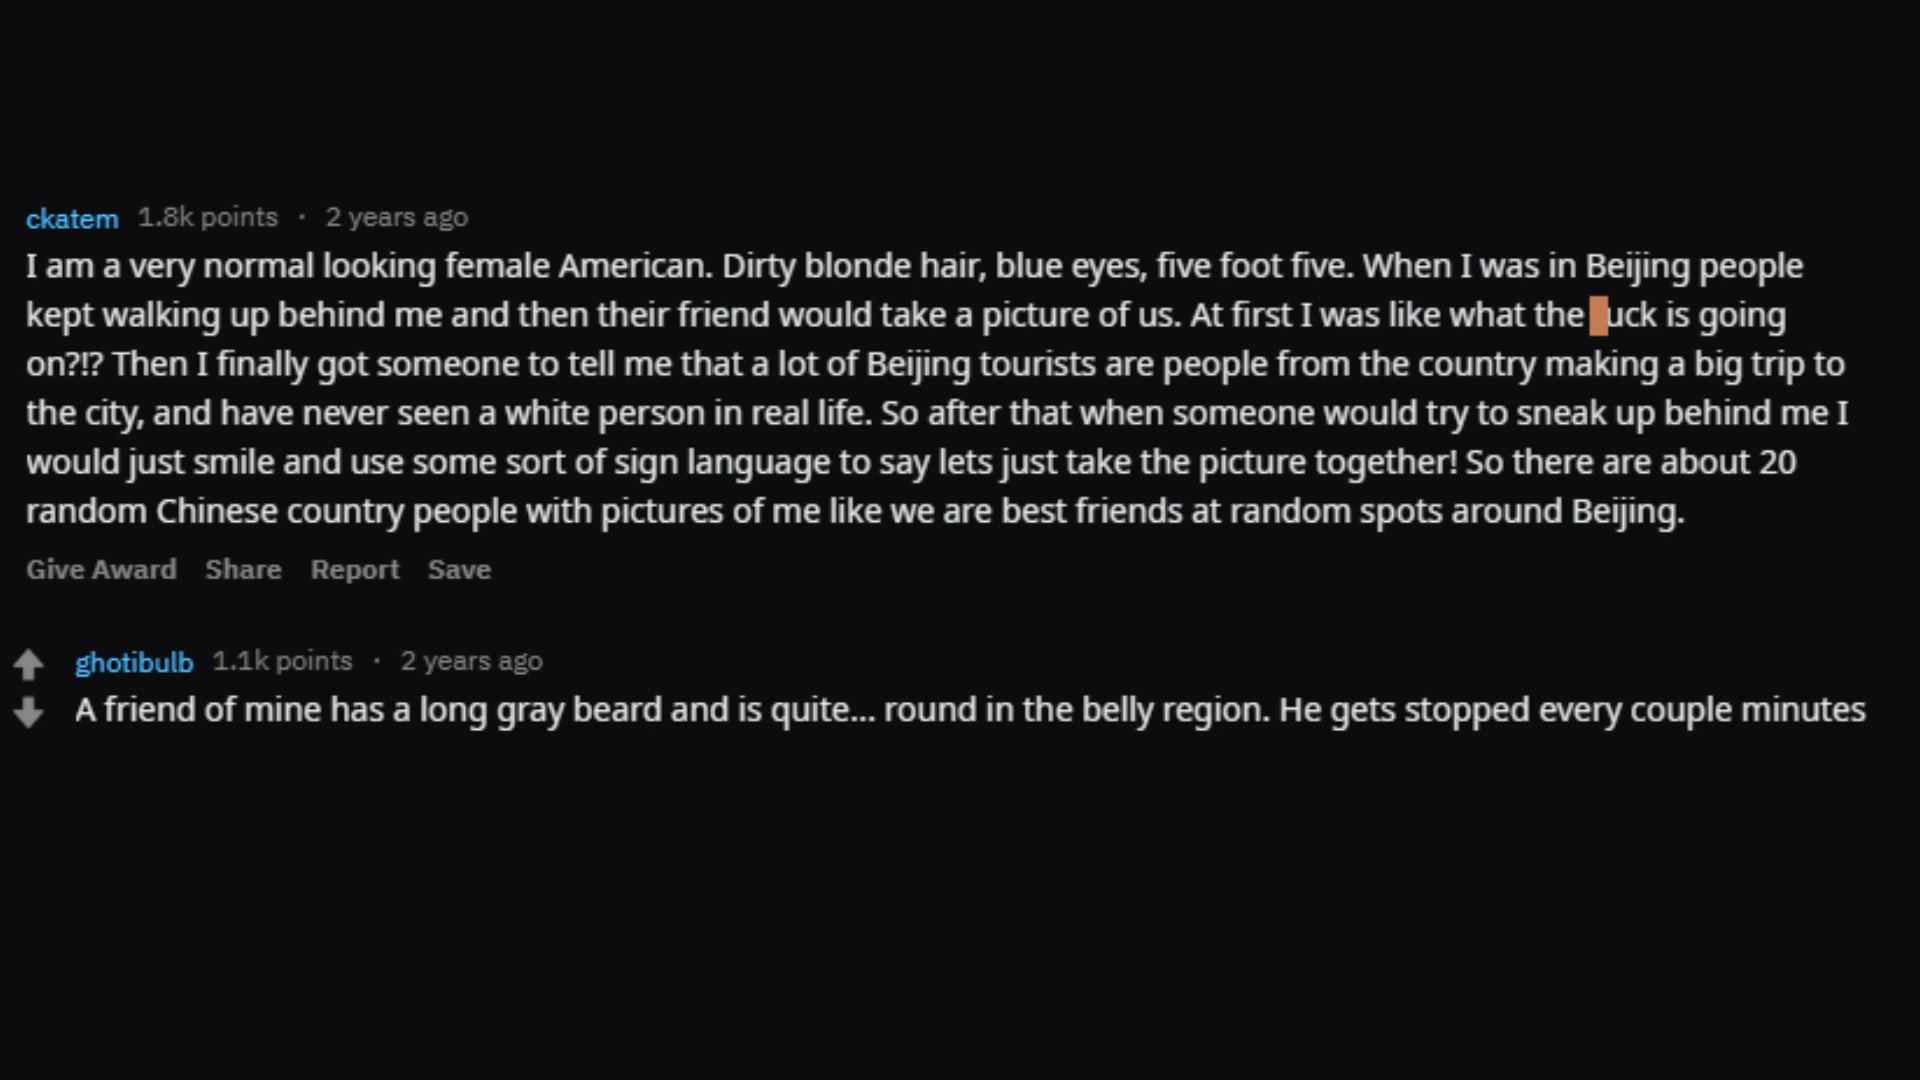 ckatem 1.8k points · 2 years ago
I am a very normal looking female American. Dirty blonde hair, blue eyes, five foot five. When I was in Beijing people
kept walking up behind me and then their friend would take a picture of us. At first I was like what the uck is going
on?!? Then I finally got someone to tell me that a lot of Beijing tourists are people from the country making a big trip to
the city, and have never seen a white person in real life. So after that when someone would try to sneak up behind me I
would just smile and use some sort of sign language to say lets just take the picture together! So there are about 20
random Chinese country people with pictures of me like we are best friends at random spots around Beijing.
Give Award Share Report Save
ghotibulb 1.1k points · 2 years ago
A friend of mine has a long gray beard and is quite... round in the belly region. He gets stopped every couple minutes